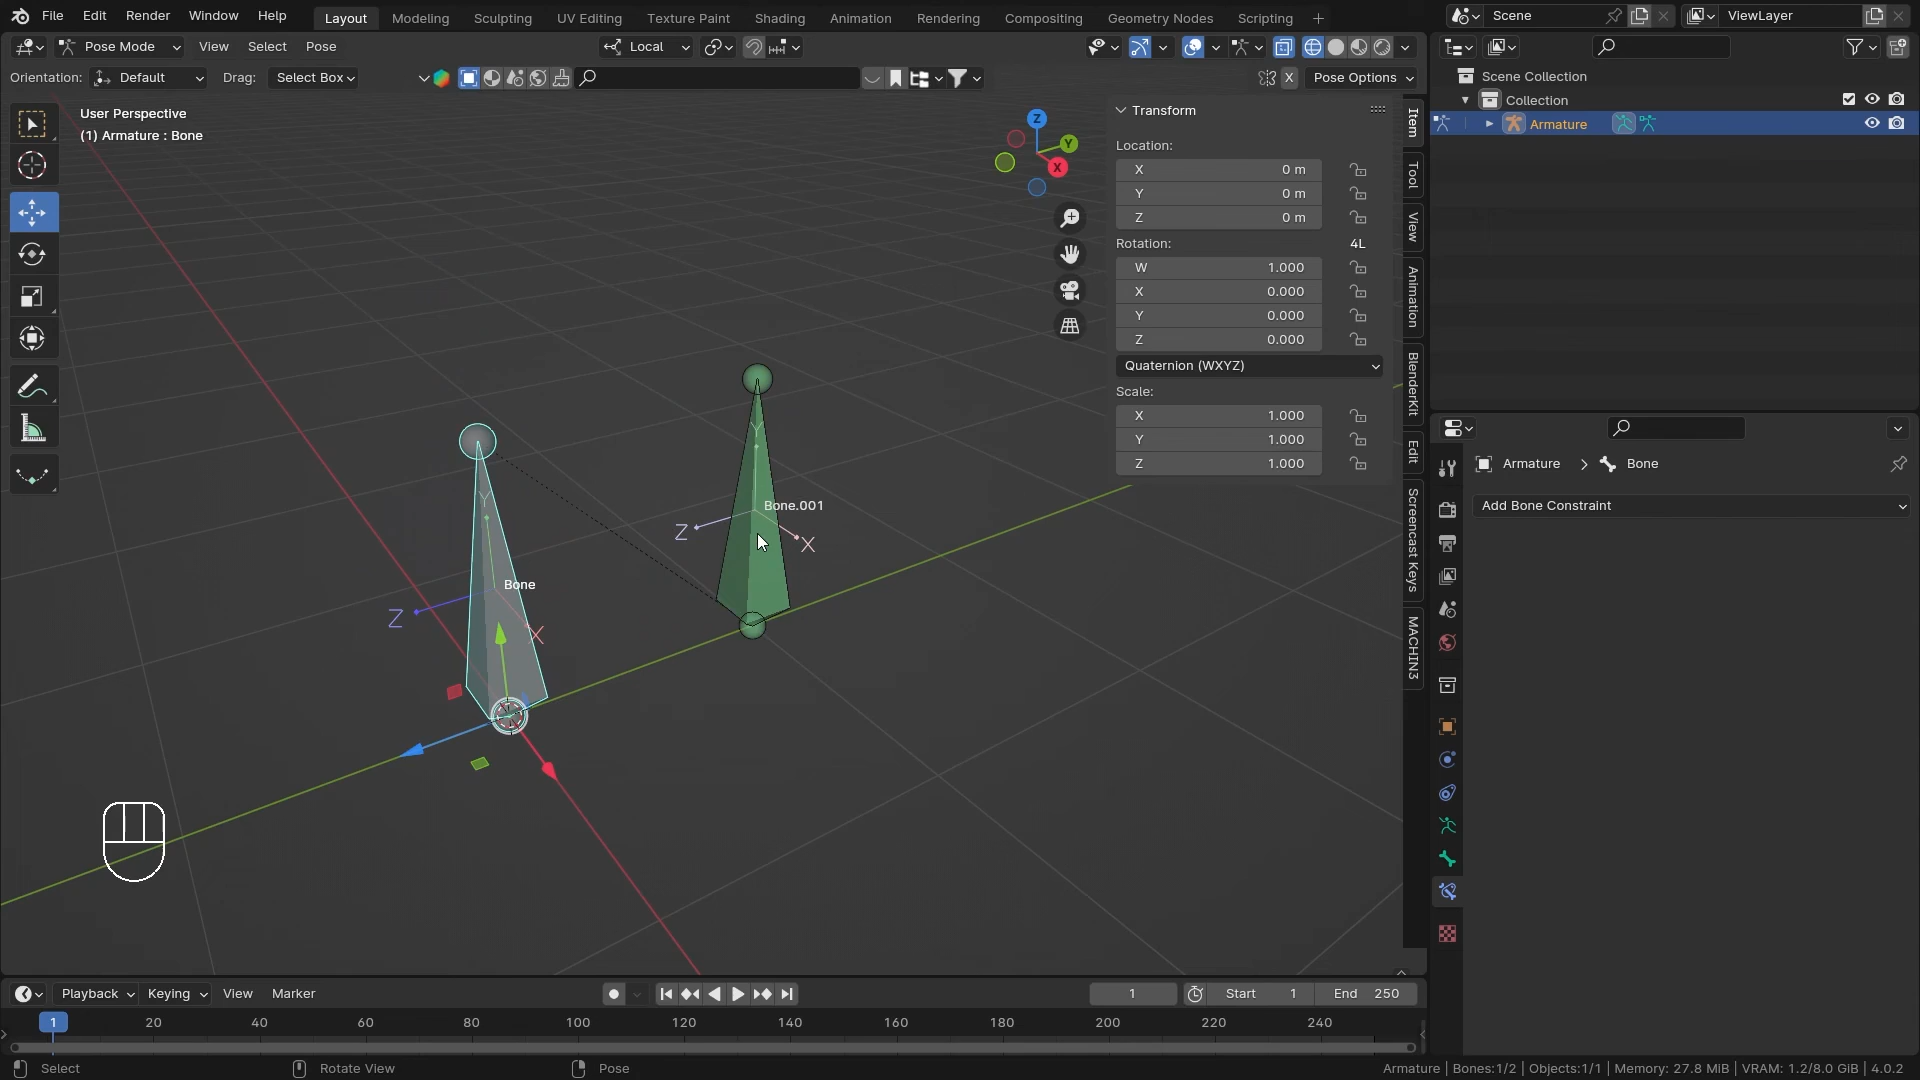 File Edit Render Window Help Layout Modeling Sculpting UV Editing Texture Paint Shading Animation Rendering Compositing Geometry Nodes Scripting + Scene ViewLayer
Pose Mode View Select Pose Local
Orientation: Default Drag: Select Box X Pose Options
User Perspective
(1) Armature : Bone
Z
Y
X
Transform
Location:
X 0 m
Y 0 m
Z 0 m
Rotation: 4L
W 1.000
X 0.000
Y 0.000
Z 0.000
Quaternion (WXYZ)
Scale:
X 1.000
Y 1.000
Z 1.000
Item
Tool
View
Animation
BlenderKit
Edit
Screencast Keys
MACHIN3
Scene Collection
Collection
Armature
Armature Bone
Add Bone Constraint
Y
Bone.001
Z
X
Y
Bone
Z
X
Playback Keying View Marker 1 Start 1 End 250
1 20 40 60 80 100 120 140 160 180 200 220 240
Select Rotate View Pose Armature | Bones:1/2 | Objects:1/1 | Memory: 27.8 MiB | VRAM: 1.2/8.0 GiB | 4.0.2